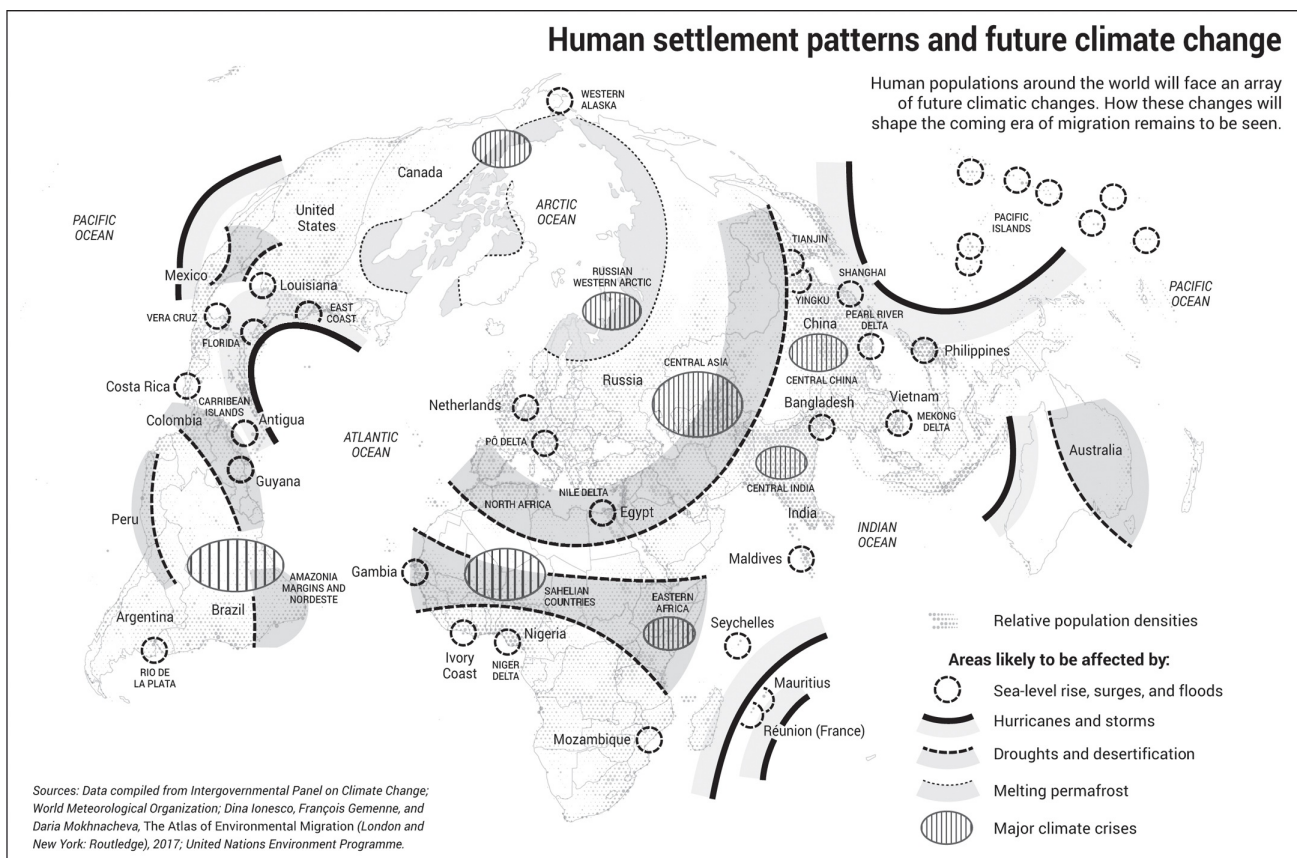 Human settlement patterns and future climate change
Human populations around the world will face an array
of future climatic changes. How these changes will
shape the coming era of migration remains to be seen.
WESTERN
ALASKA
Canada
ARCTIC
OCEAN
PACIFIC
OCEAN
United
States
PACIFIC
ISLANDS
TIANJIN
Mexico
Louisiana
RUSSIAN
WESTERN ARCTIC
SHANGHAI
YINGKU
PACIFIC
OCEAN
VERA CRUZ
EAST
COAST
FLORIDA
PEARL RIVER
DELTA
China
Philippines
CENTRAL ASIA
Russia
CENTRAL CHINA
Costa Rica
CARRIBEAN
ISLANDS
Netherlands
Bangladesh
Vietnam
Colombia
Antigua
MEKONG
DELTA
ATLANTIC
OCEAN
PÔ DELTA
Australia
Guyana
CENTRAL INDIA
NORTH AFRICA
NILE DELTA
Egypt
India
Peru
INDIAN
OCEAN
Maldives
Gambia
AMAZONIA
MARGINS AND
NORDESTE
SAHELIAN
COUNTRIES
EASTERN
AFRICA
Brazil
Argentina
Seychelles
Nigeria
Ivory
Coast
NIGER
DELTA
RIO DE
LA PLATA
Mauritius
Réunion (France)
Mozambique
Relative population densities
Areas likely to be affected by:
Sea-level rise, surges, and floods
Hurricanes and storms
Droughts and desertification
Melting permafrost
Major climate crises
Sources: Data compiled from Intergovernmental Panel on Climate Change;
World Meteorological Organization; Dina Ionesco, François Gemenne, and
Daria Mokhnacheva, The Atlas of Environmental Migration (London and
New York: Routledge), 2017; United Nations Environment Programme.